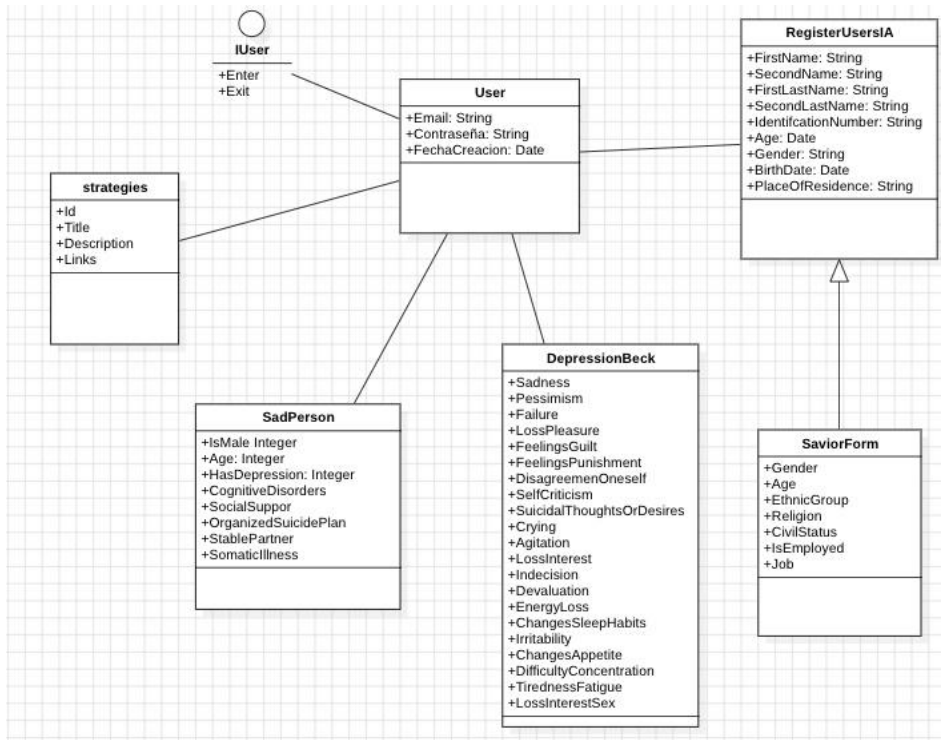 IUser
+Enter
+Exit
User
+Email: String
+Contraseña: String
+FechaCreacion: Date
RegisterUsersIA
+FirstName: String
+SecondName: String
+FirstLastName: String
+SecondLastName: String
+IdentifcationNumber: String
+Age: Date
+Gender: String
+BirthDate: Date
+PlaceOfResidence: String
strategies
+Id
+Title
+Description
+Links
SadPerson
+IsMale Integer
+Age: Integer
+HasDepression: Integer
+CognitiveDisorders
+SocialSuppor
+OrganizedSuicidePlan
+StablePartner
+SomaticIllness
DepressionBeck
+Sadness
+Pessimism
+Failure
+LossPleasure
+FeelingsGuilt
+FeelingsPunishment
+DisagreemenOneself
+SelfCriticism
+SuicidalThoughtsOrDesires
+Crying
+Agitation
+LossInterest
+Indecision
+Devaluation
+EnergyLoss
+ChangesSleepHabits
+Irritability
+ChangesAppetite
+DifficultyConcentration
+TirednessFatigue
+LossInterestSex
SaviorForm
+Gender
+Age
+EthnicGroup
+Religion
+CivilStatus
+IsEmployed
+Job